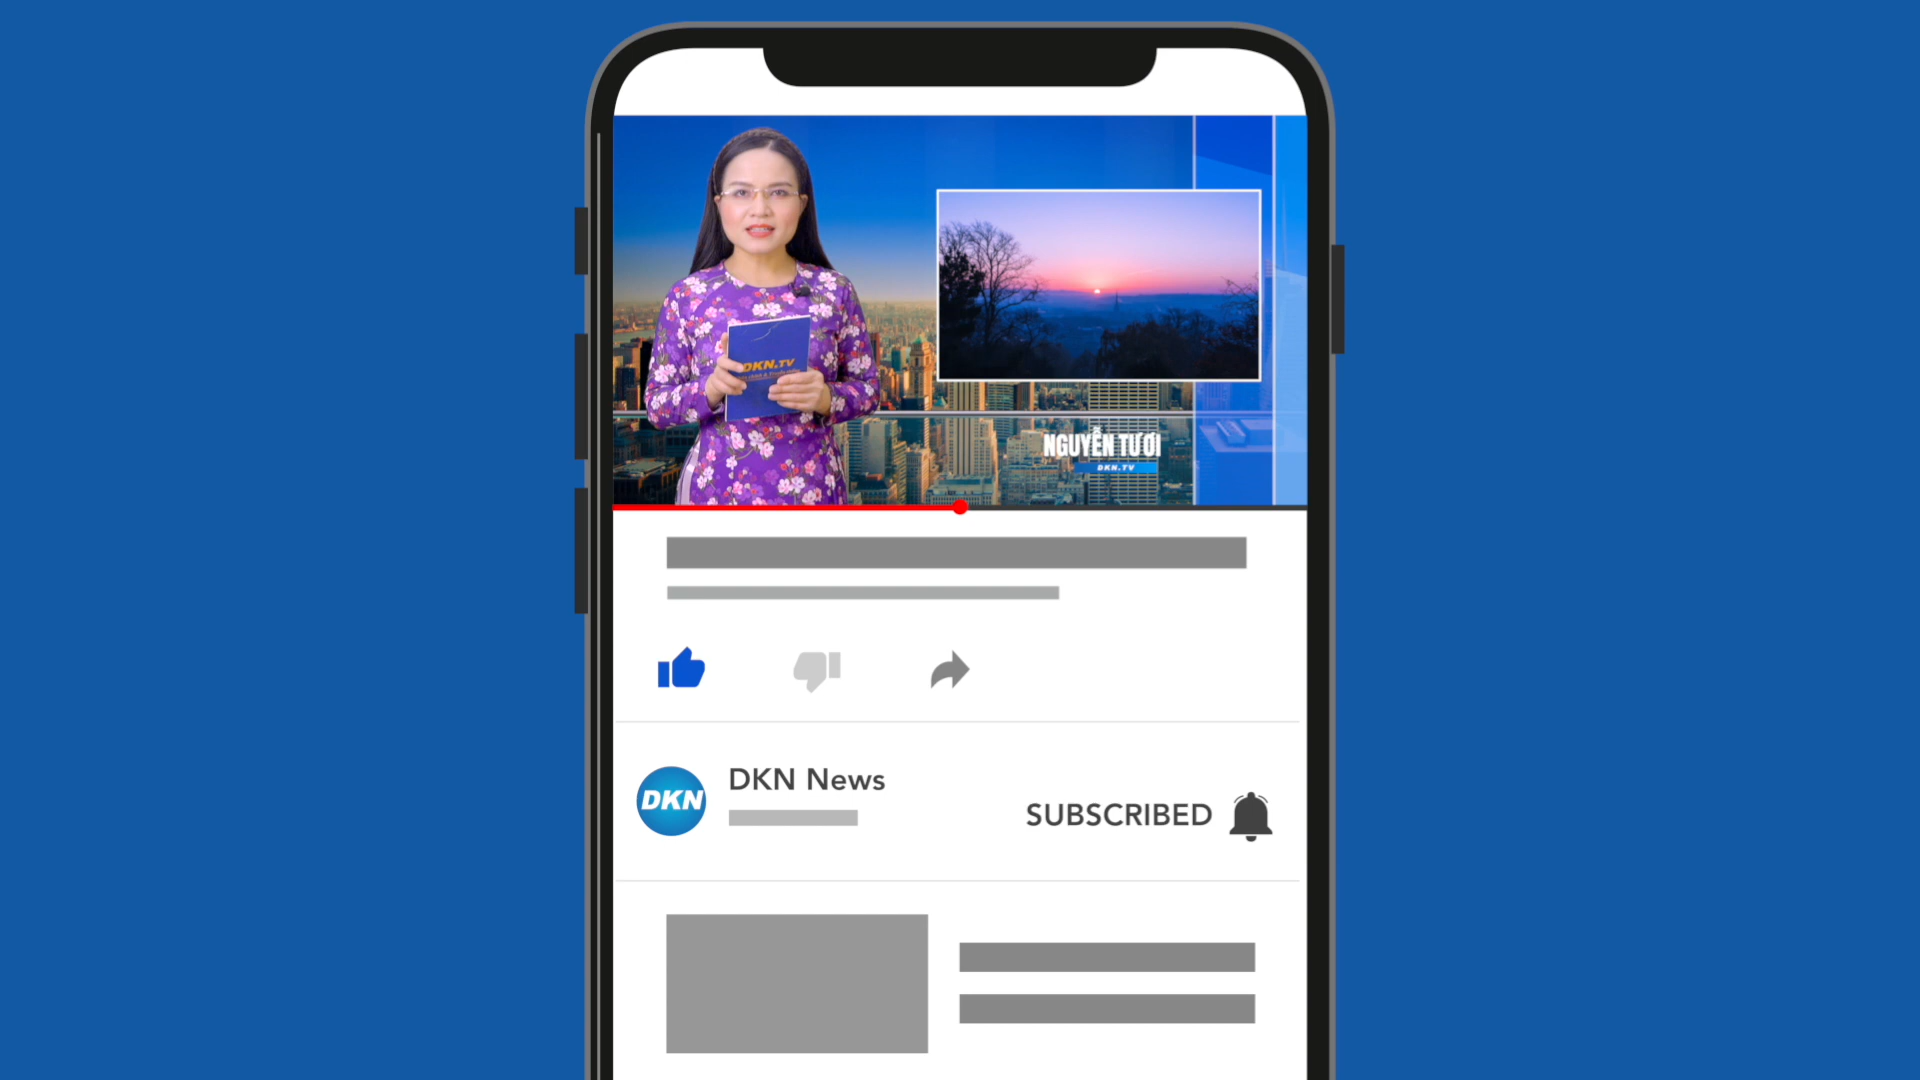 DKN.TV
NGUYỄN TƯƠI
DKN.TV
DKN
DKN News
SUBSCRIBED